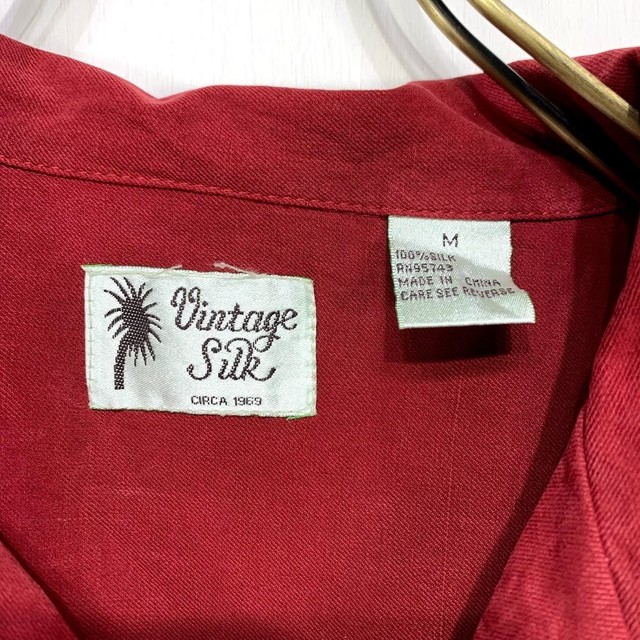 Vintage
Silk
CIRCA 1969
M
100% SILK
RN95743
MADE IN CHINA
CARE SEE REVERSE